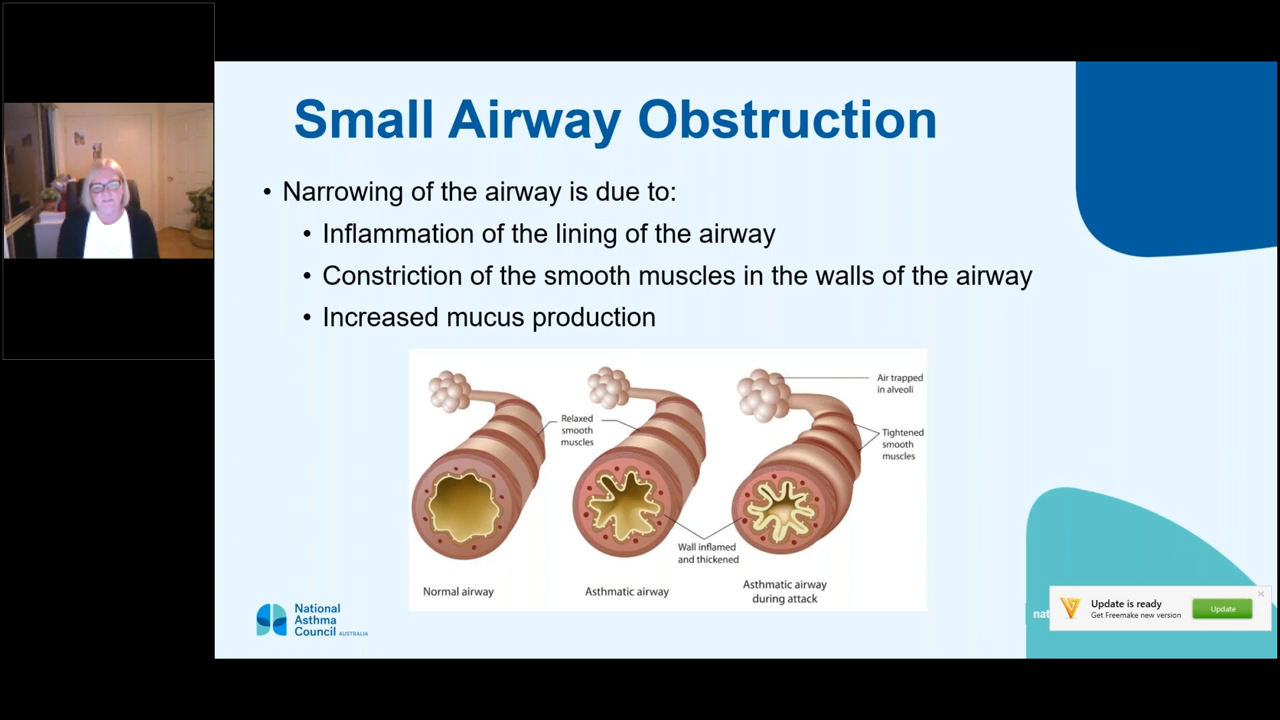 Small Airway Obstruction
• Narrowing of the airway is due to:
• Inflammation of the lining of the airway
• Constriction of the smooth muscles in the walls of the airway
• Increased mucus production
Air trapped
in alveoli
Relaxed
smooth
muscles
Tightened
smooth
muscles
Wall inflamed
and thickened
Normal airway
Asthmatic airway
Asthmatic airway
during attack
National
Asthma
Council AUSTRALIA
nat
Update is ready
Get Freemake new version
Update